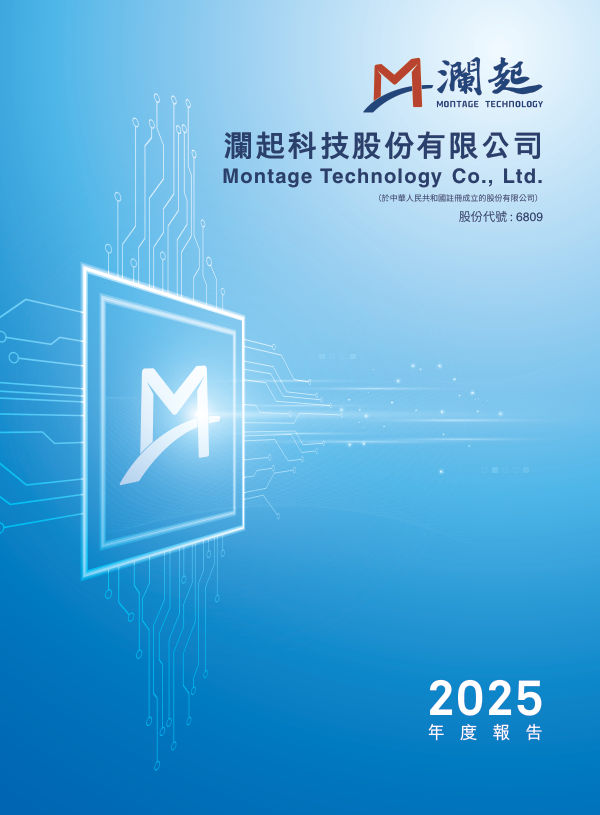 瀾起
MONTAGE TECHNOLOGY
瀾起科技股份有限公司
Montage Technology Co., Ltd.
(於中華人民共和國註冊成立的股份有限公司)
股份代號 : 6809
2025
年度報告